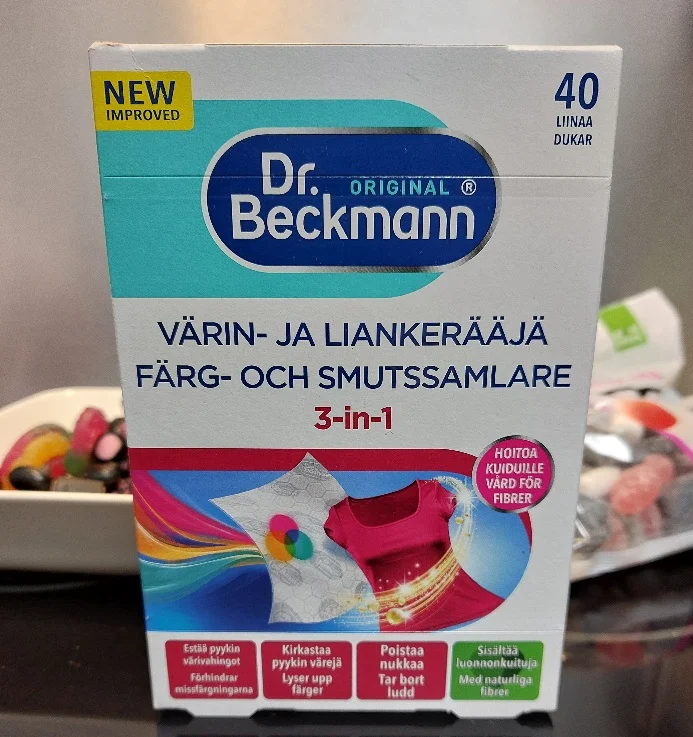 NEW
IMPROVED
40
LIINAA
DUKAR
Dr.
ORIGINAL ®
Beckmann
VÄRIN- JA LIANKERÄÄJÄ
FÄRG- OCH SMUTSSAMLARE
3-in-1
HOITOA
KUIDUILLE
VÅRD FÖR
FIBRER
Estää pyykin
värivahingot
Förhindrar
missfärgningarna
Kirkastaa
pyykin värejä
Lyser upp
färger
Poistaa
nukkaa
Tar bort
ludd
Sisältää
luonnonkuituja
Med naturliga
fibrer